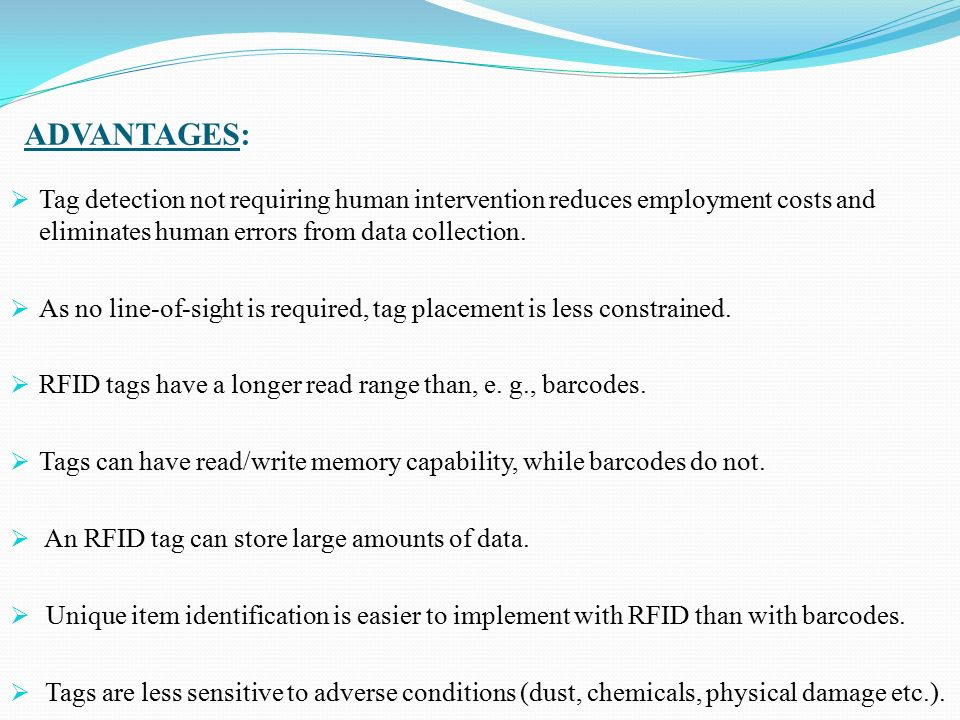 ADVANTAGES:
➢ Tag detection not requiring human intervention reduces employment costs and
eliminates human errors from data collection.
➢ As no line-of-sight is required, tag placement is less constrained.
➢ RFID tags have a longer read range than, e. g., barcodes.
➢ Tags can have read/write memory capability, while barcodes do not.
➢ An RFID tag can store large amounts of data.
➢ Unique item identification is easier to implement with RFID than with barcodes.
➢ Tags are less sensitive to adverse conditions (dust, chemicals, physical damage etc.).